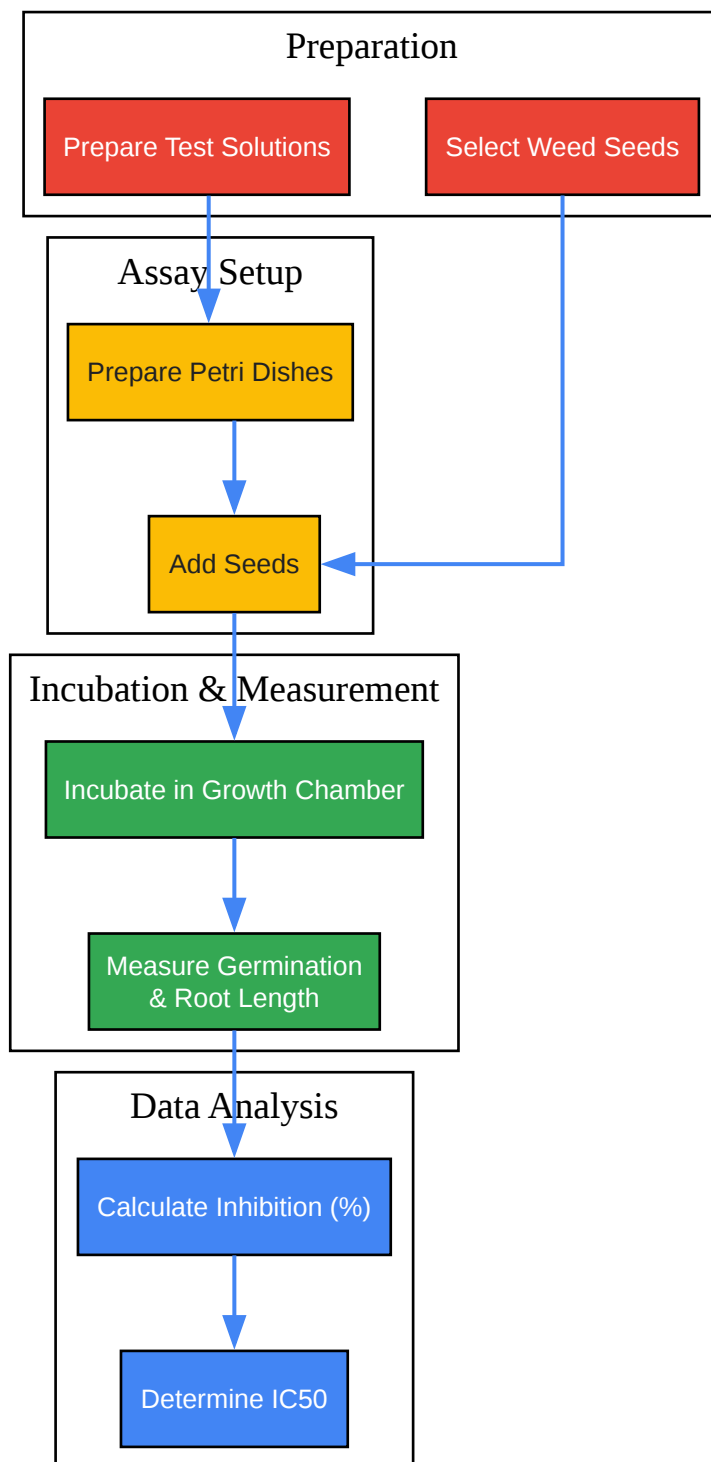 Preparation
Prepare Test Solutions
Select Weed Seeds
Assay Setup
Prepare Petri Dishes
Add Seeds
Incubation & Measurement
Incubate in Growth Chamber
Measure Germination
& Root Length
Data Analysis
Calculate Inhibition (%)
Determine IC50